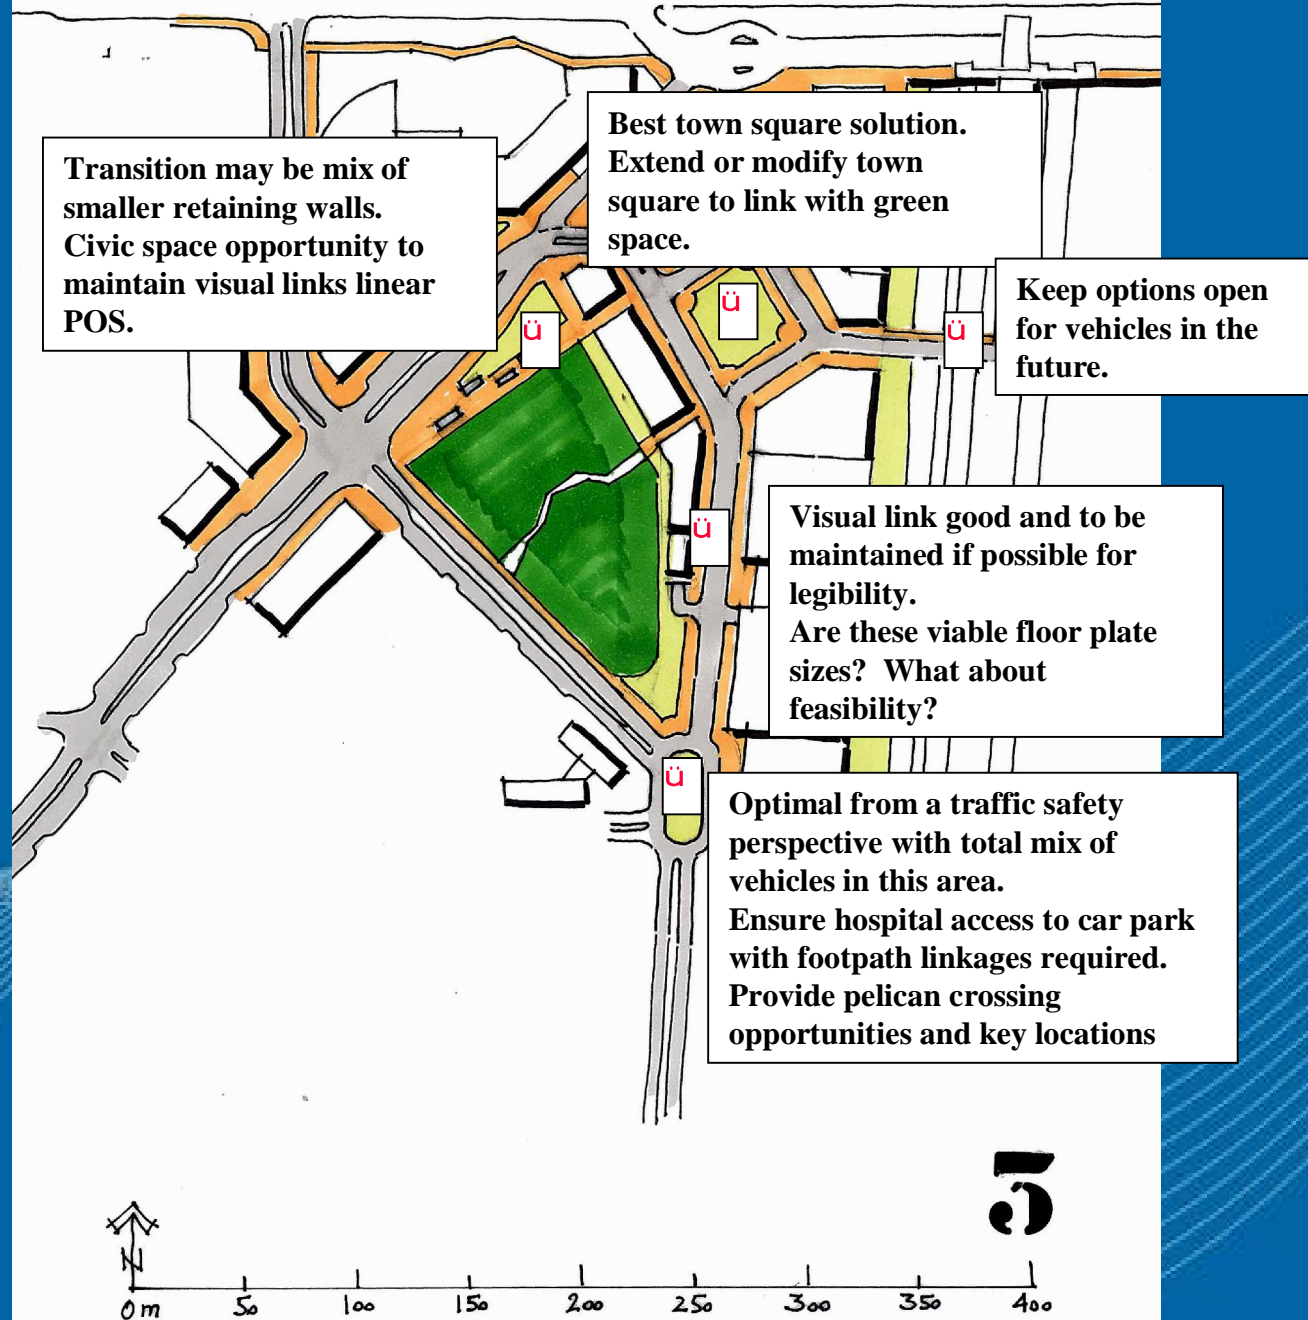 Transition may be mix of
smaller retaining walls.
Civic space opportunity to
maintain visual links linear
POS.
Best town square solution.
Extend or modify town
square to link with green
space.
Keep options open
for vehicles in the
future.
ü
ü
ü
ü
Visual link good and to be
maintained if possible for
legibility.
Are these viable floor plate
sizes?  What about
feasibility?
ü
Optimal from a traffic safety
perspective with total mix of
vehicles in this area.
Ensure hospital access to car park
with footpath linkages required.
Provide pelican crossing
opportunities and key locations
5
N
0m 50 100 150 200 250 300 350 400